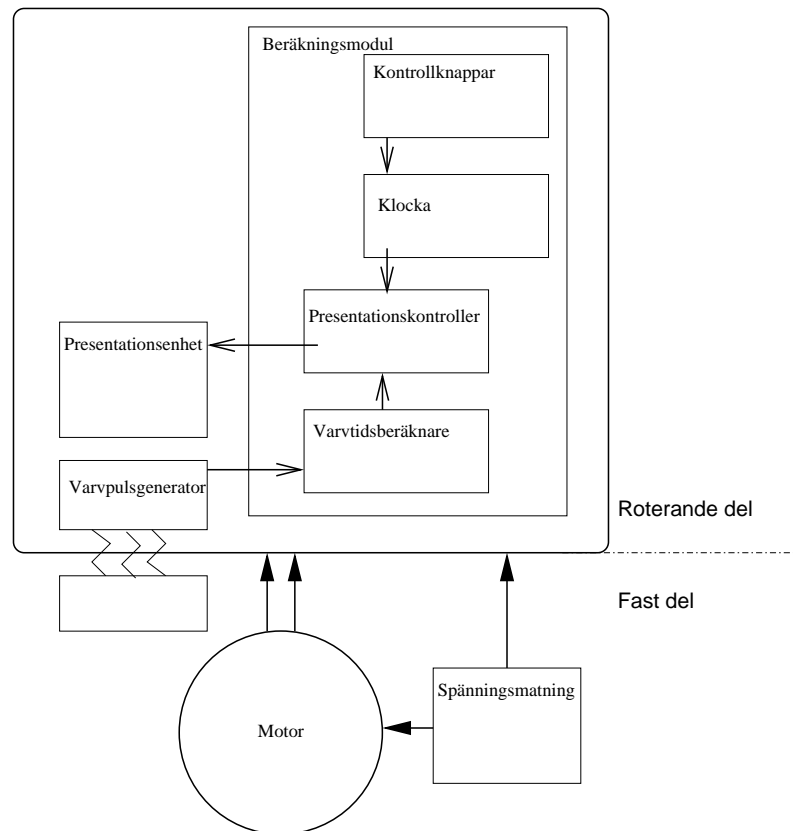 Beräkningsmodul
Kontrollknappar
Klocka
Presentationskontroller
Presentationsenhet
Varvtidsberäknare
Varvpulsgenerator
Roterande del
Fast del
Spänningsmatning
Motor